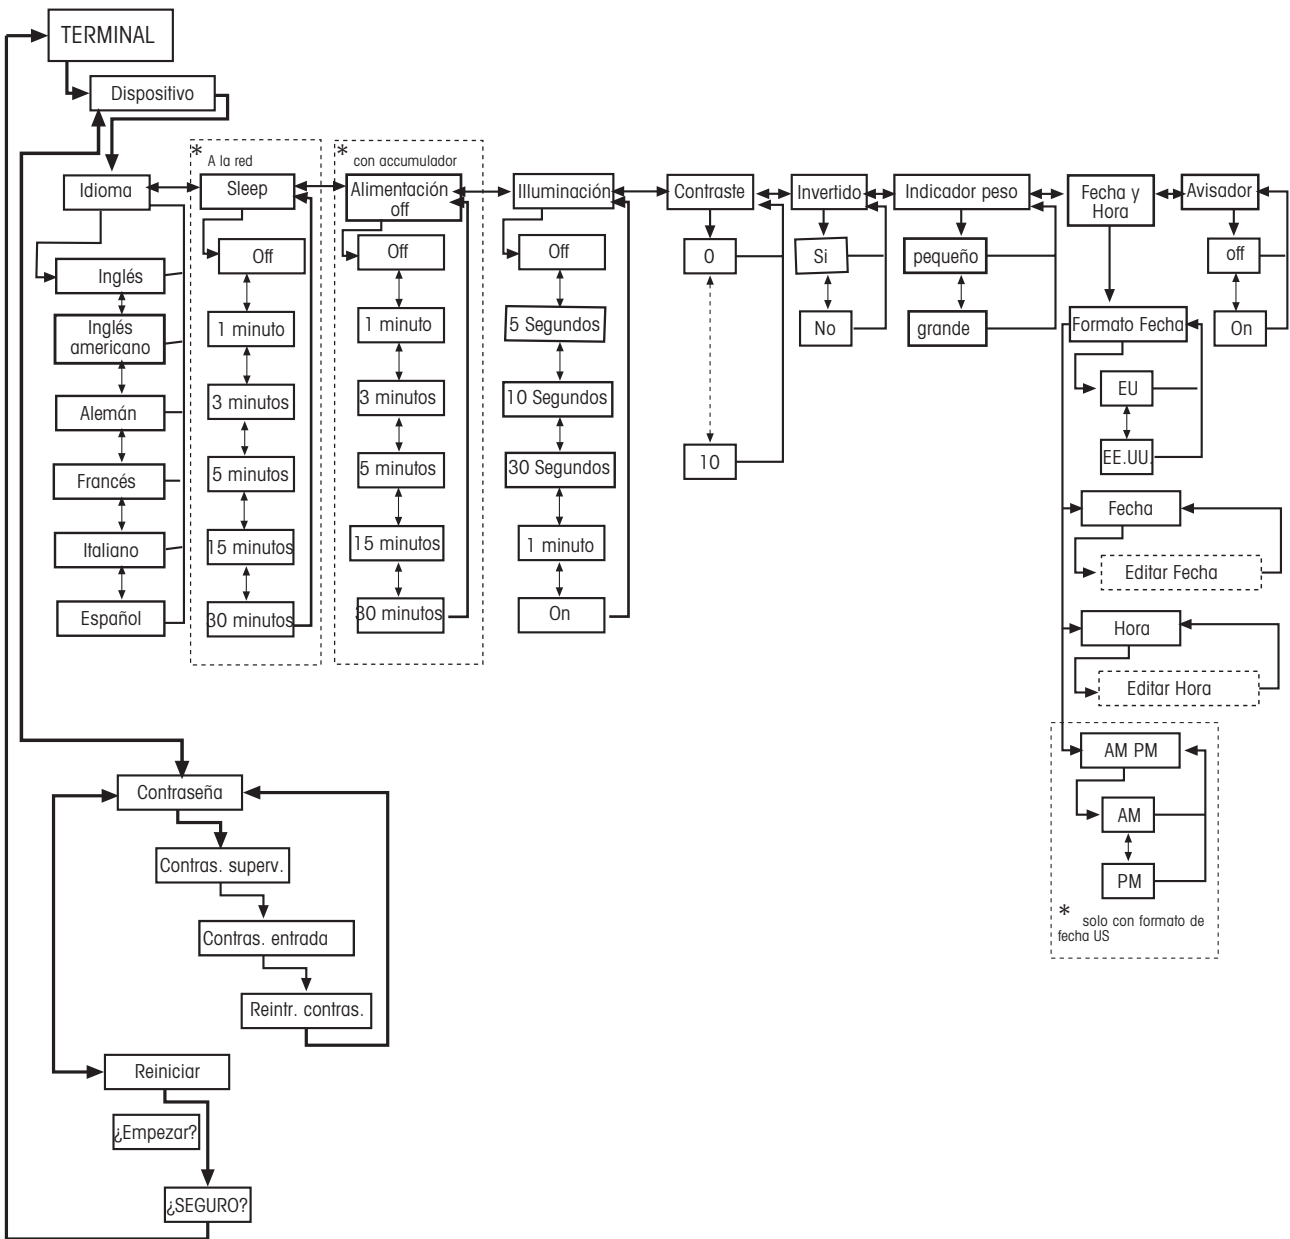 TERMINAL
Dispositivo
Idioma
Inglés
Inglés
americano
Alemán
Francés
Italiano
Español
*
A la red
Sleep
Off
1 minuto
3 minutos
5 minutos
15 minutos
30 minutos
*
con accumulador
Alimentación
off
Off
1 minuto
3 minutos
5 minutos
15 minutos
30 minutos
Illuminación
Off
5 Segundos
10 Segundos
30 Segundos
1 minuto
On
Contraste
0
10
Invertido
Si
No
Indicador peso
pequeño
grande
Fecha y
Hora
Formato Fecha
EU
EE.UU.
Fecha
Editar Fecha
Hora
Editar Hora
AM PM
AM
PM
* solo con formato de
fecha US
Avisador
off
On
Contraseña
Contras. superv.
Contras. entrada
Reintr. contras.
Reiniciar
¿Empezar?
¿SEGURO?